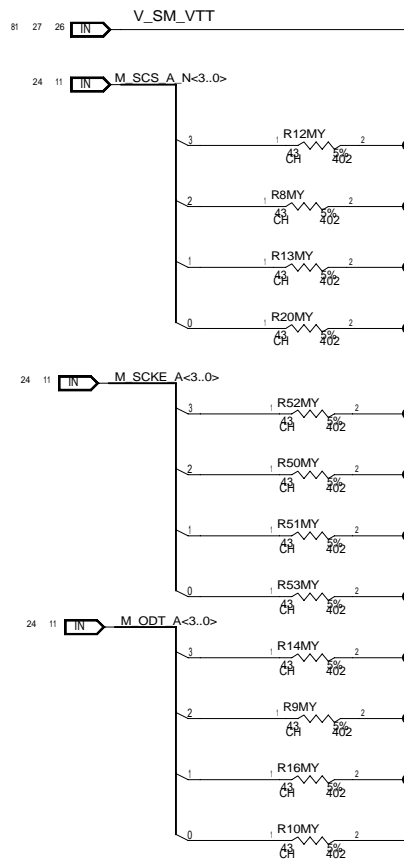 V_SM_VTT
81 27 26 IN
24 11 IN M_SCS_A_N<3..0>
3 1 R12MY 2
43 5%
CH 402
2 1 R8MY 2
43 5%
CH 402
1 1 R13MY 2
43 5%
CH 402
0 1 R20MY 2
43 5%
CH 402
24 11 IN M_SCKE_A<3..0>
3 1 R52MY 2
43 5%
CH 402
2 1 R50MY 2
43 5%
CH 402
1 1 R51MY 2
43 5%
CH 402
0 1 R53MY 2
43 5%
CH 402
24 11 IN M_ODT_A<3..0>
3 1 R14MY 2
43 5%
CH 402
2 1 R9MY 2
43 5%
CH 402
1 1 R16MY 2
43 5%
CH 402
0 1 R10MY 2
43 5%
CH 402